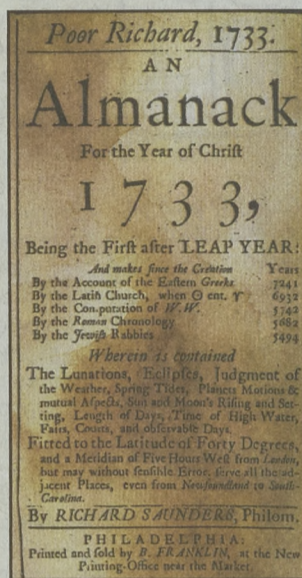 Poor Richard, 1733.
AN
Almanack
For the Year of Chriſt
1733,
Being the Firſt after LEAP YEAR:
And makes ſince the Creation Years
By the Account of the Eaſtern Greeks 7241
By the Latin Church, when ☉ ent. ♈ 6932
By the Computation of W.W. 5742
By the Roman Chronology 5682
By the Jewiſh Rabbies 5494
Wherein is contained
The Lunations, Eclipſes, Judgment of
the Weather, Spring Tides, Planets Motions &
mutual Aſpects, Sun and Moon's Riſing and Set-
ting, Length of Days, Time of High Water,
Fairs, Courts, and obſervable Days.
Fitted to the Latitude of Forty Degrees,
and a Meridian of Five Hours Weſt from London,
but may without ſenſible Error, ſerve all the ad-
jacent Places, even from Newfoundland to South-
Carolina.
By RICHARD SAUNDERS, Philom.
PHILADELPHIA:
Printed and ſold by B. FRANKLIN, at the New
Printing-Office near the Market.